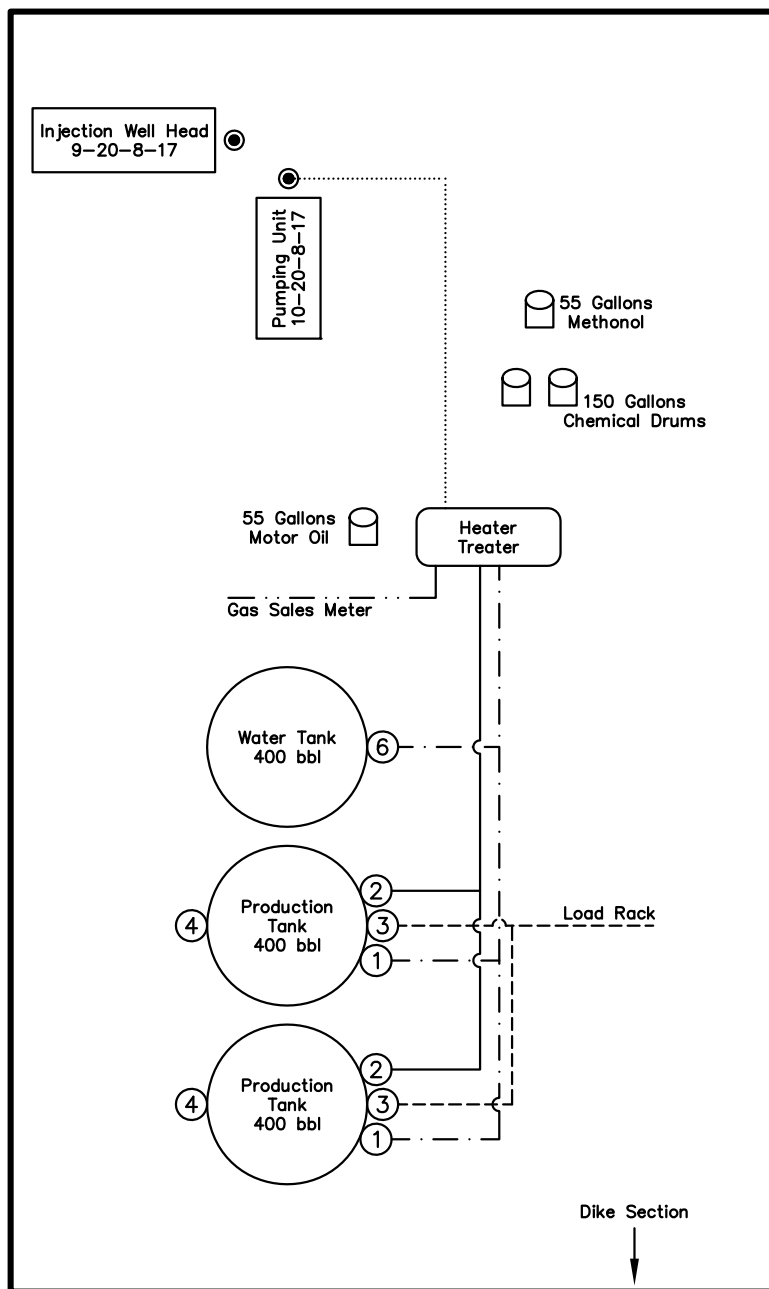 Injection Well Head
9-20-8-17
Pumping Unit
10-20-8-17
55 Gallons
Methonol
150 Gallons
Chemical Drums
55 Gallons
Motor Oil
Heater
Treater
Gas Sales Meter
Water Tank
400 bbl
6
Production
Tank
400 bbl
4
2
3
1
Load Rack
Production
Tank
400 bbl
4
2
3
1
Dike Section